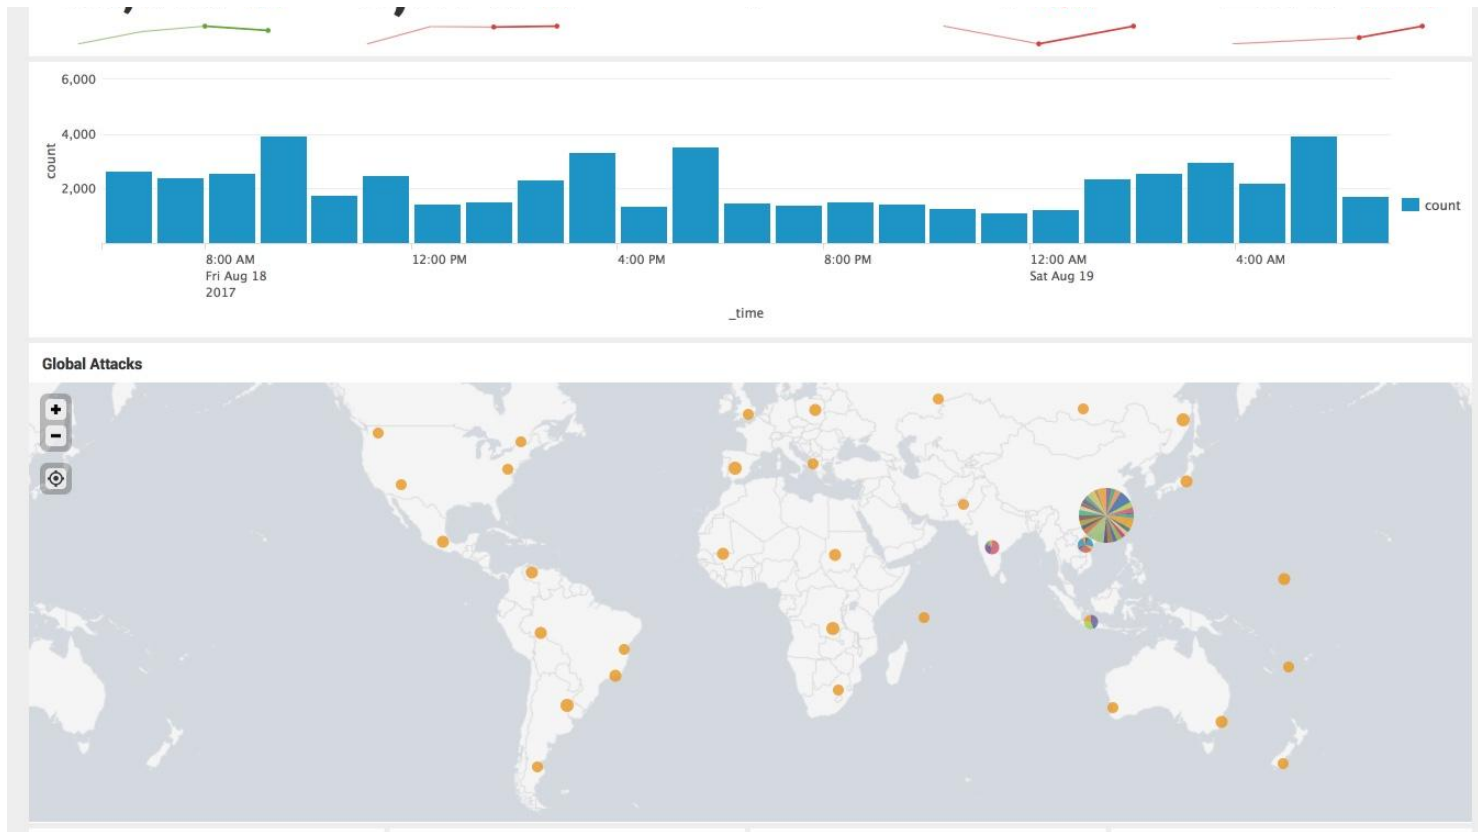 6,000
4,000
2,000
count
count
8:00 AM
Fri Aug 18
2017
12:00 PM
4:00 PM
8:00 PM
12:00 AM
Sat Aug 19
4:00 AM
_time
Global Attacks
+
-